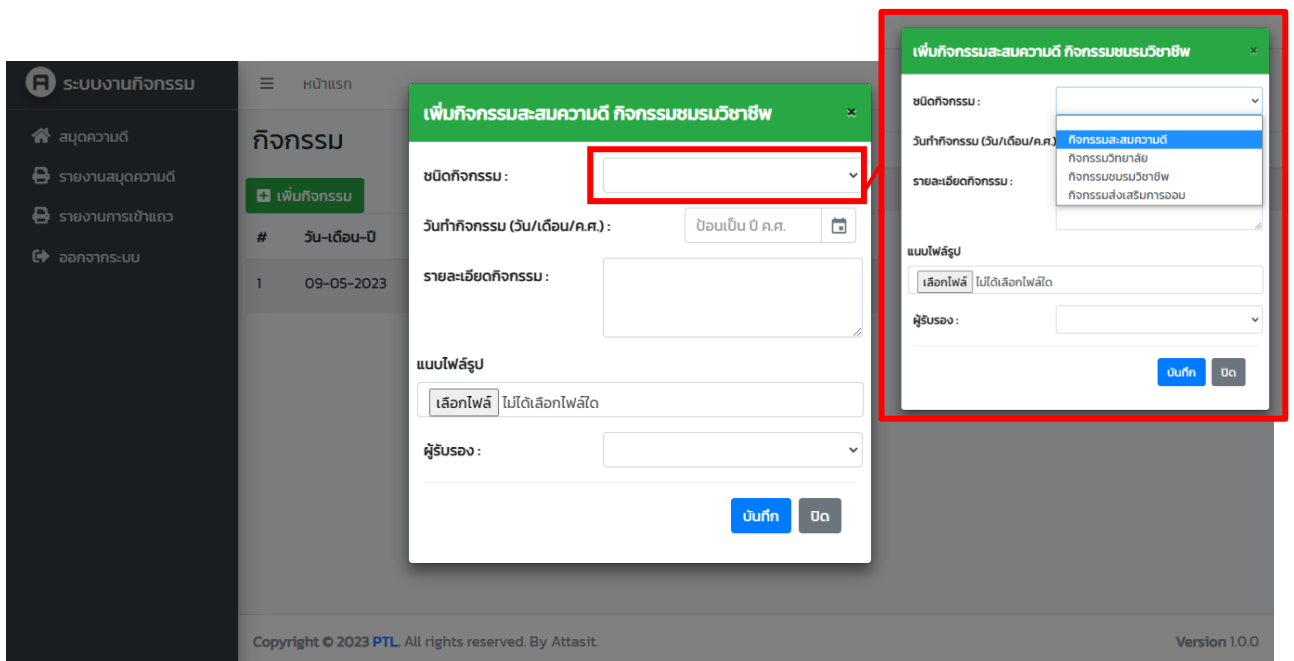 ระบบงานกิจกรรม
สมุดความดี
รายงานสมุดความดี
รายงานการเข้าแถว
ออกจากระบบ
หน้าแรก
กิจกรรม
เพิ่มกิจกรรม
# วัน-เดือน-ปี
1 09-05-2023
เพิ่มกิจกรรมสะสมความดี กิจกรรมชมรมวิชาชีพ ×
ชนิดกิจกรรม :
วันทำกิจกรรม (วัน/เดือน/ค.ศ.) : ป้อนเป็น ปี ค.ศ.
รายละเอียดกิจกรรม :
แนบไฟล์รูป
เลือกไฟล์ ไม่ได้เลือกไฟล์ใด
ผู้รับรอง :
บันทึก ปิด
เพิ่มกิจกรรมสะสมความดี กิจกรรมชมรมวิชาชีพ ×
ชนิดกิจกรรม :
วันทำกิจกรรม (วัน/เดือน/ค.ศ.)
กิจกรรมสะสมความดี
กิจกรรมวิทยาลัย
กิจกรรมชมรมวิชาชีพ
กิจกรรมส่งเสริมการออม
รายละเอียดกิจกรรม :
แนบไฟล์รูป
เลือกไฟล์ ไม่ได้เลือกไฟล์ใด
ผู้รับรอง :
บันทึก ปิด
Copyright © 2023 PTL. All rights reserved. By Attasit.
Version 1.0.0